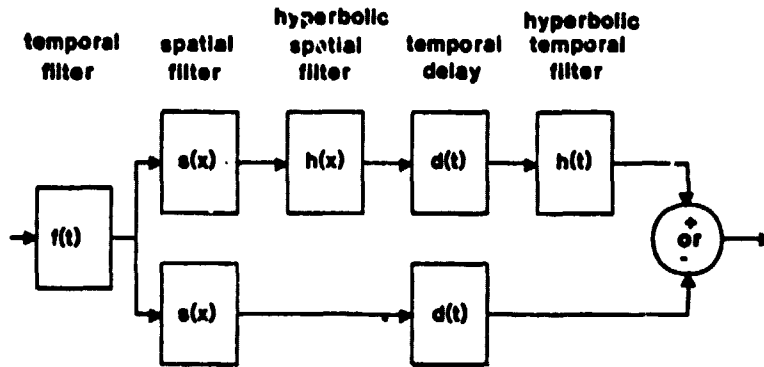 temporal filter
spatial filter
hyperbolic spatial filter
temporal delay
hyperbolic temporal filter
s(x)
h(x)
d(t)
h(t)
f(t)
+
or
-
s(x)
d(t)